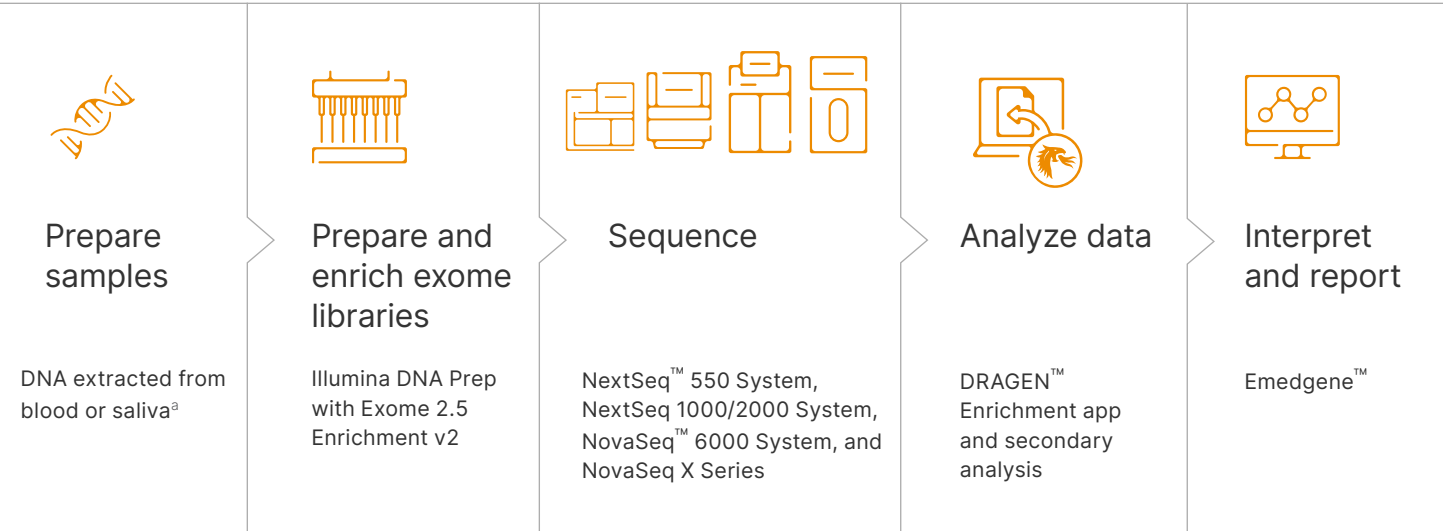 Prepare
samples
DNA extracted from
blood or salivaᵃ
Prepare and
enrich exome
libraries
Illumina DNA Prep
with Exome 2.5
Enrichment v2
Sequence
NextSeq™ 550 System,
NextSeq 1000/2000 System,
NovaSeq™ 6000 System, and
NovaSeq X Series
Analyze data
DRAGEN™
Enrichment app
and secondary
analysis
Interpret
and report
Emedgene™